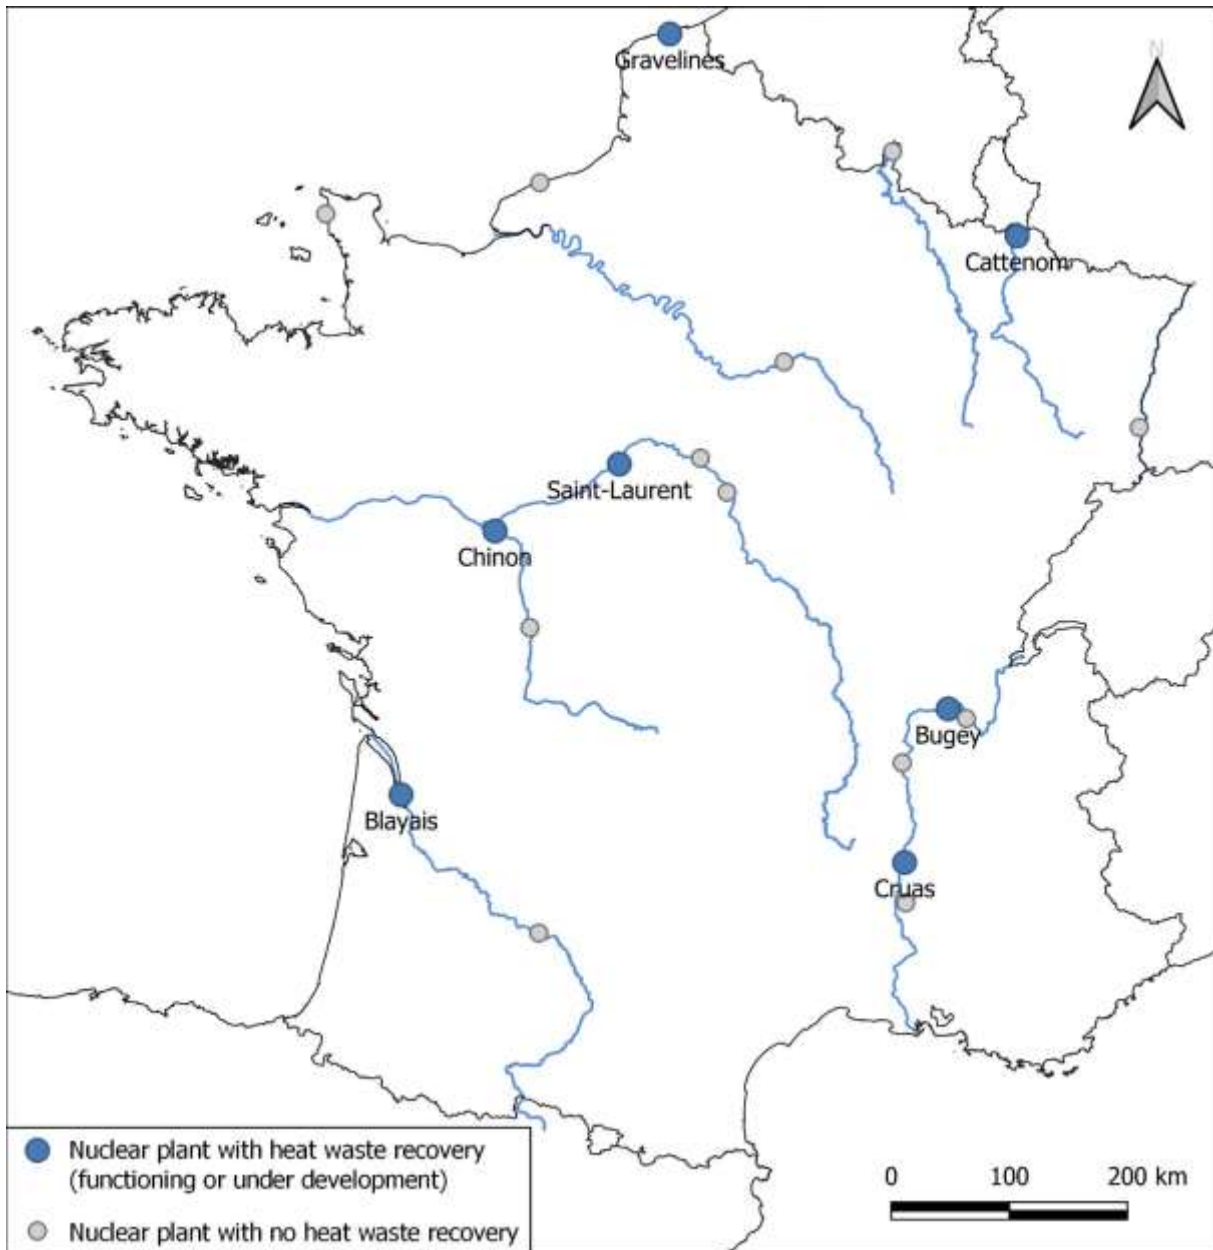 N
Gravelines
Cattenom
Saint-Laurent
Chinon
Bugey
Blayais
Cruas
Nuclear plant with heat waste recovery
(functioning or under development)
Nuclear plant with no heat waste recovery
0 100 200 km